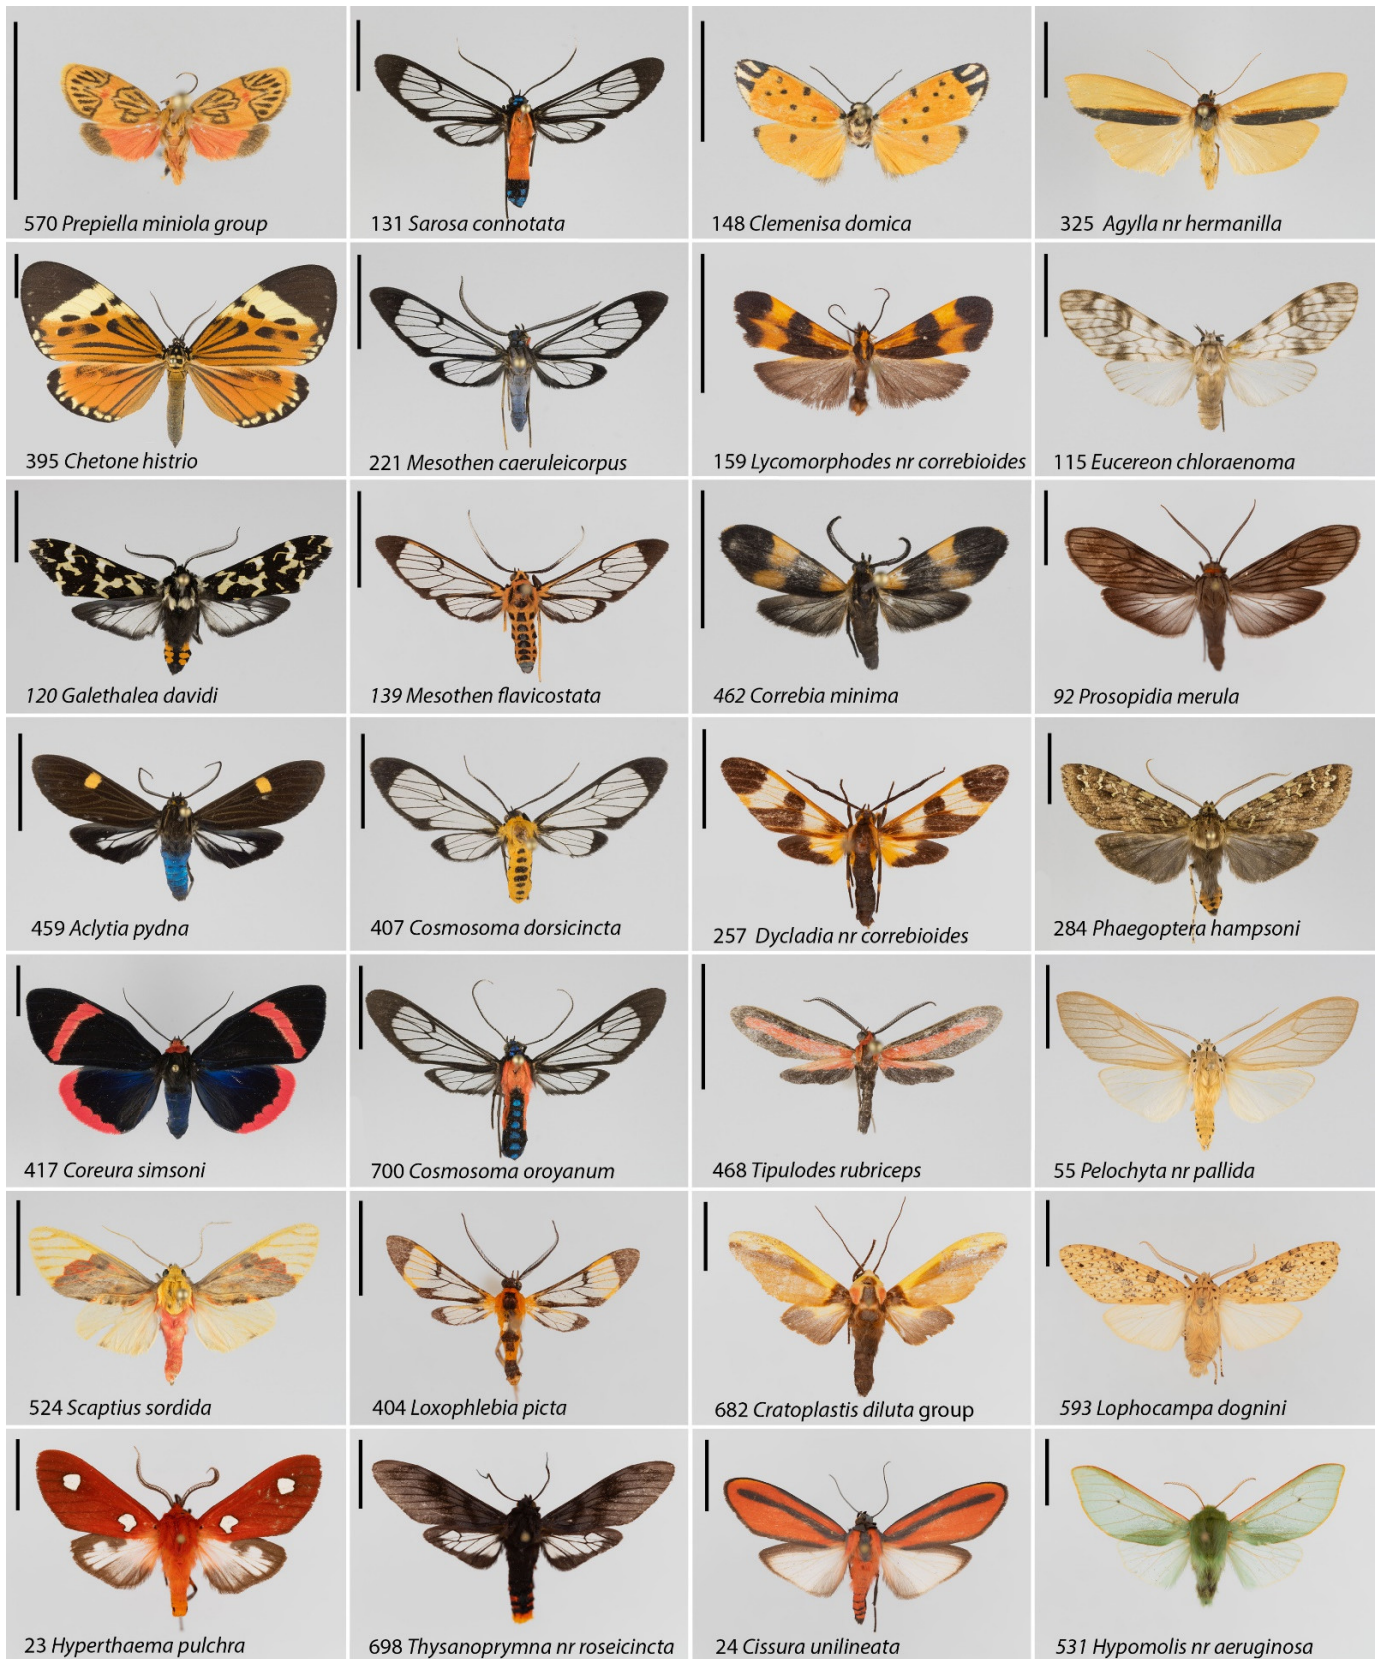 570 Prepiella miniola group
131 Sarosa connotata
148 Clemenisa domica
325 Agylla nr hermanilla
395 Chetone histrio
221 Mesothen caeruleicorpus
159 Lycomorphodes nr correbioides
115 Eucereon chloraenoma
120 Galethalea davidi
139 Mesothen flavicostata
462 Correbia minima
92 Prosopidia merula
459 Aclytia pydna
407 Cosmosoma dorsicincta
257 Dycladia nr correbioides
284 Phaegoptera hampsoni
417 Coreura simsoni
700 Cosmosoma oroyanum
468 Tipulodes rubriceps
55 Pelochyta nr pallida
524 Scaptius sordida
404 Loxophlebia picta
682 Cratoplastis diluta group
593 Lophocampa dognini
23 Hyperthaema pulchra
698 Thysanoprymna nr roseicincta
24 Cissura unilineata
531 Hypomolis nr aeruginosa